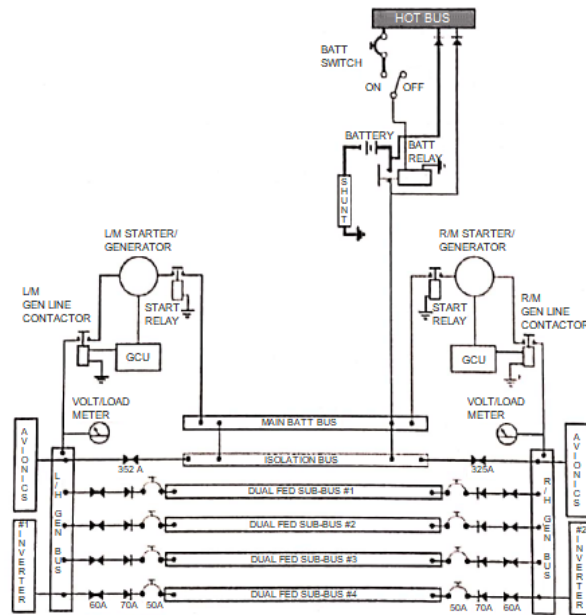 HOT BUS
BATT
SWITCH
ON
OFF
BATTERY
BATT
RELAY
SHUNT
L/M STARTER/
GENERATOR
R/M STARTER/
GENERATOR
L/M
GEN LINE
CONTACTOR
START
RELAY
START
RELAY
R/M
GEN LINE
CONTACTOR
GCU
GCU
VOLT/LOAD
METER
VOLT/LOAD
METER
MAIN BATT BUS
ISOLATION BUS
352 A
325A
AVIONICS
AVIONICS
L/H GEN BUS
R/H GEN BUS
DUAL FED SUB-BUS #1
DUAL FED SUB-BUS #2
DUAL FED SUB-BUS #3
DUAL FED SUB-BUS #4
#1 INVERTER
#2 INVERTER
60A
70A
50A
50A
70A
60A